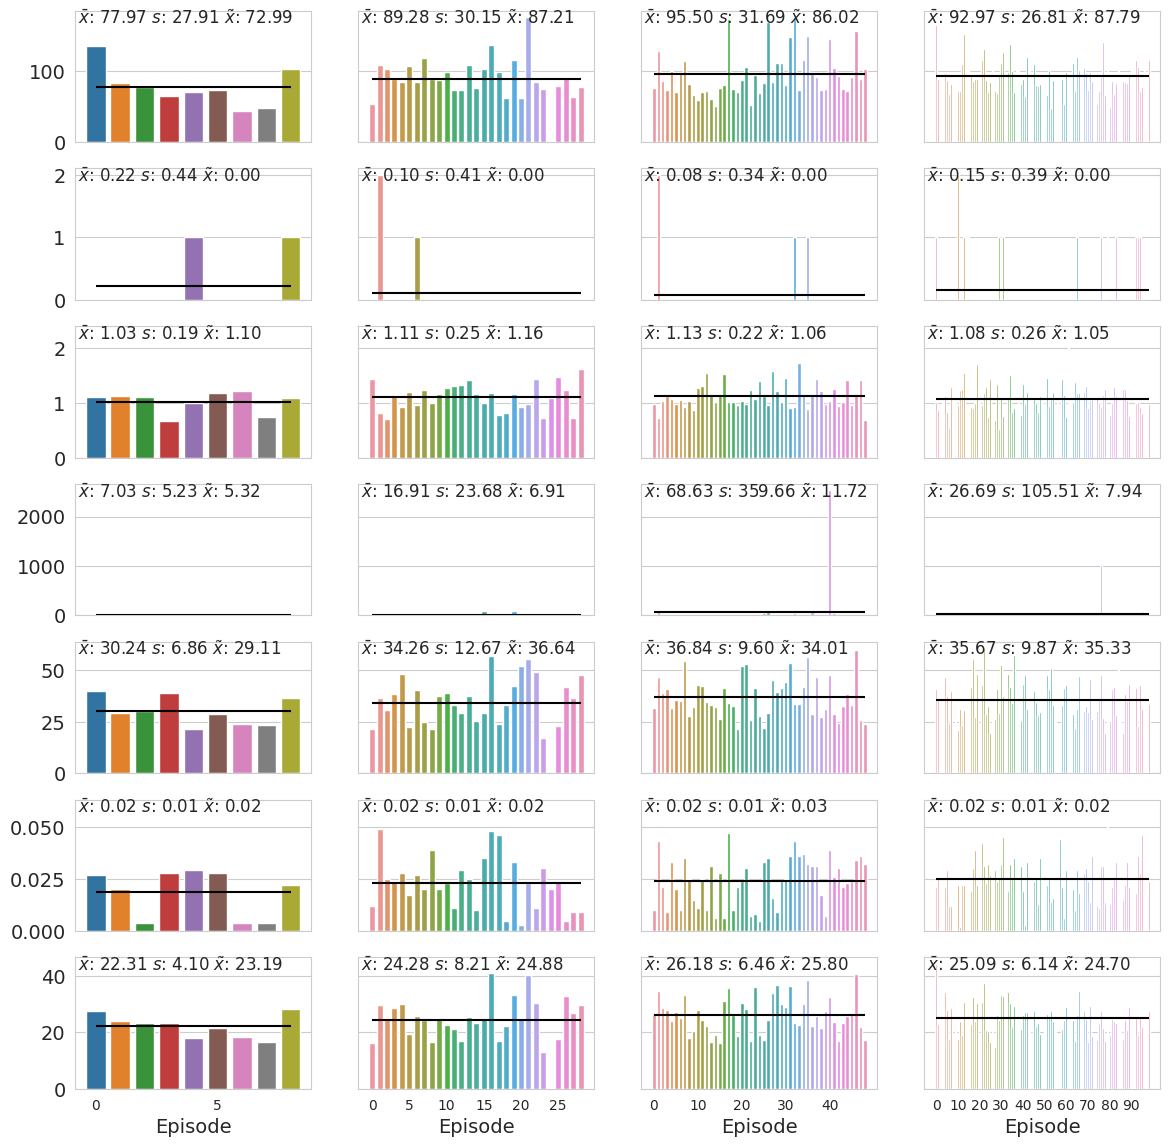 x̄: 77.97 s: 27.91 x̃: 72.99
x̄: 89.28 s: 30.15 x̃: 87.21
x̄: 95.50 s: 31.69 x̃: 86.02
x̄: 92.97 s: 26.81 x̃: 87.79
100
0
x̄: 0.22 s: 0.44 x̃: 0.00
x̄: 0.10 s: 0.41 x̃: 0.00
x̄: 0.08 s: 0.34 x̃: 0.00
x̄: 0.15 s: 0.39 x̃: 0.00
2
1
0
x̄: 1.03 s: 0.19 x̃: 1.10
x̄: 1.11 s: 0.25 x̃: 1.16
x̄: 1.13 s: 0.22 x̃: 1.06
x̄: 1.08 s: 0.26 x̃: 1.05
2
1
0
x̄: 7.03 s: 5.23 x̃: 5.32
x̄: 16.91 s: 23.68 x̃: 6.91
x̄: 68.63 s: 359.66 x̃: 11.72
x̄: 26.69 s: 105.51 x̃: 7.94
2000
1000
0
x̄: 30.24 s: 6.86 x̃: 29.11
x̄: 34.26 s: 12.67 x̃: 36.64
x̄: 36.84 s: 9.60 x̃: 34.01
x̄: 35.67 s: 9.87 x̃: 35.33
50
25
0
x̄: 0.02 s: 0.01 x̃: 0.02
x̄: 0.02 s: 0.01 x̃: 0.02
x̄: 0.02 s: 0.01 x̃: 0.03
x̄: 0.02 s: 0.01 x̃: 0.02
0.050
0.025
0.000
x̄: 22.31 s: 4.10 x̃: 23.19
x̄: 24.28 s: 8.21 x̃: 24.88
x̄: 26.18 s: 6.46 x̃: 25.80
x̄: 25.09 s: 6.14 x̃: 24.70
40
20
0
0 5
0 5 10 15 20 25
0 10 20 30 40
0 10 20 30 40 50 60 70 80 90
Episode
Episode
Episode
Episode